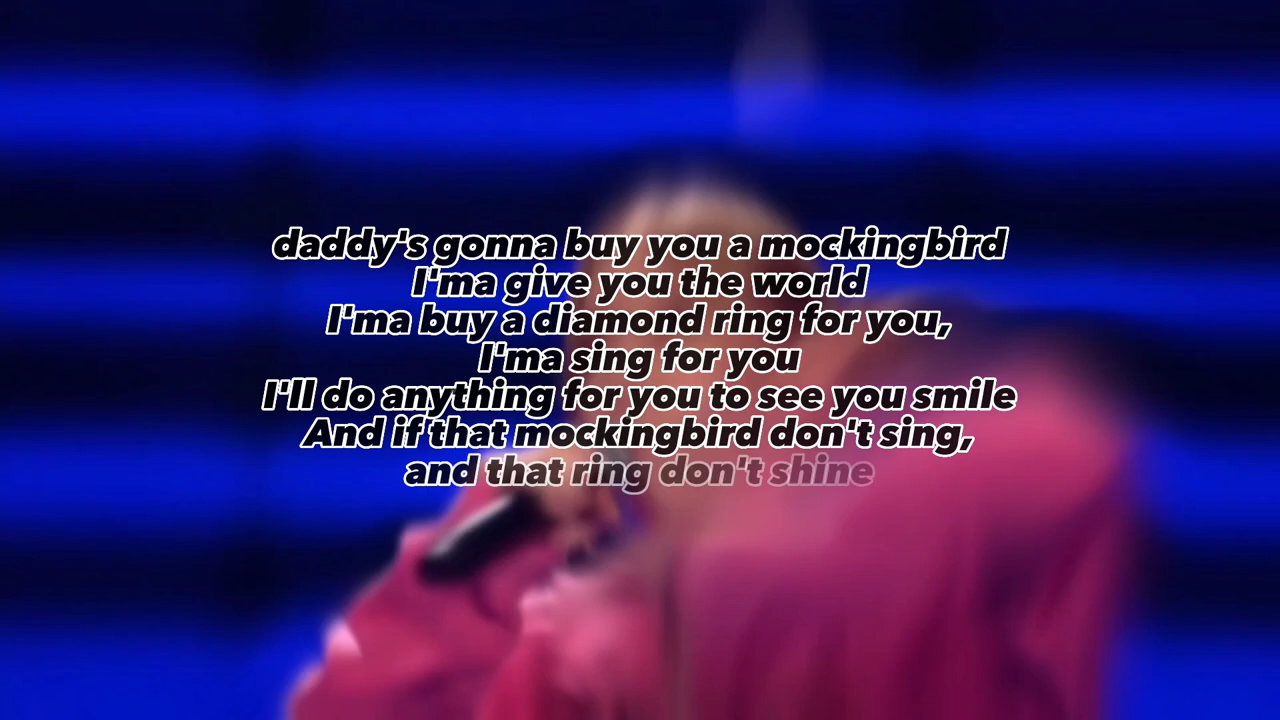 daddy's gonna buy you a mockingbird
I'ma give you the world
I'ma buy a diamond ring for you,
I'ma sing for you
I'll do anything for you to see you smile
And if that mockingbird don't sing,
and that ring don't shine